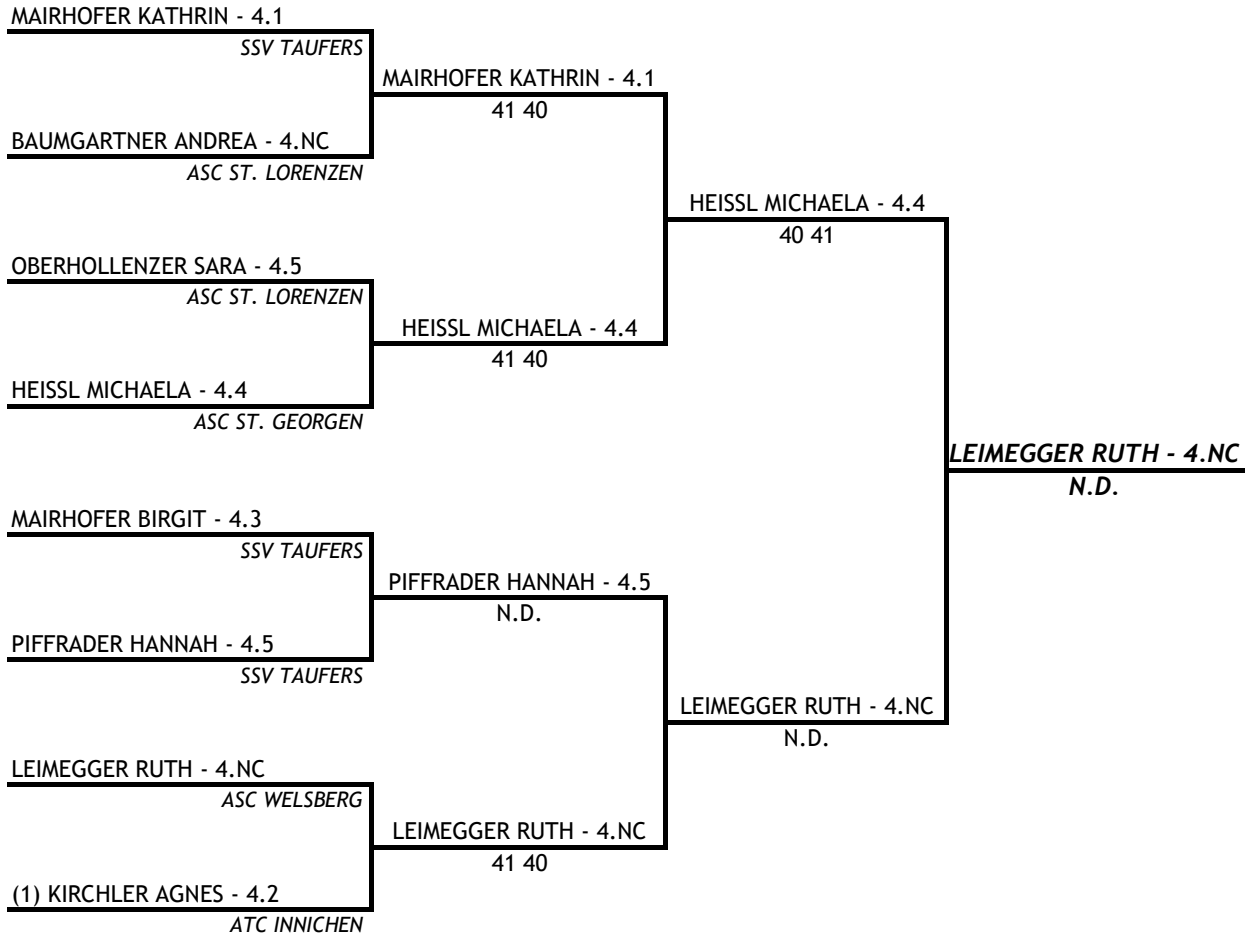 MAIRHOFER KATHRIN - 4.1
SSV TAUFERS
BAUMGARTNER ANDREA - 4.NC
ASC ST. LORENZEN
OBERHOLLENZER SARA - 4.5
ASC ST. LORENZEN
HEISSL MICHAELA - 4.4
ASC ST. GEORGEN
MAIRHOFER BIRGIT - 4.3
SSV TAUFERS
PIFFRADER HANNAH - 4.5
SSV TAUFERS
LEIMEGGER RUTH - 4.NC
ASC WELSBERG
(1) KIRCHLER AGNES - 4.2
ATC INNICHEN
MAIRHOFER KATHRIN - 4.1
41 40
HEISSL MICHAELA - 4.4
41 40
PIFFRADER HANNAH - 4.5
N.D.
LEIMEGGER RUTH - 4.NC
41 40
HEISSL MICHAELA - 4.4
40 41
LEIMEGGER RUTH - 4.NC
N.D.
LEIMEGGER RUTH - 4.NC
N.D.